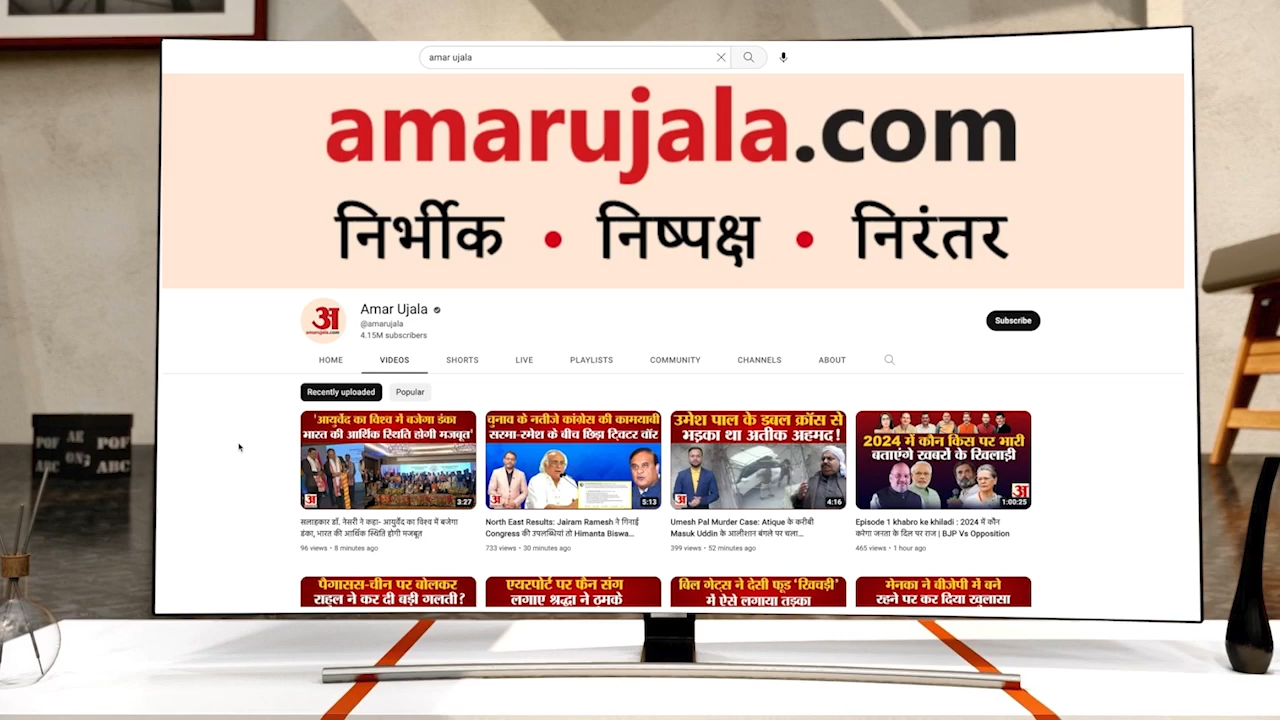 amar ujala
amarujala.com
निर्भीक • निष्पक्ष • निरंतर
अ
amarujala.com
Amar Ujala
@amarujala
4.15M subscribers
Subscribe
HOME VIDEOS SHORTS LIVE PLAYLISTS COMMUNITY CHANNELS ABOUT
Recently uploaded Popular
'आयुर्वेद का विश्व में बजेगा डंका
भारत की आर्थिक स्थिति होगी मजबूत'
3:27
सलाहकार डॉ. नेसरी ने कहा- आयुर्वेद का विश्व में बजेगा
डंका, भारत की आर्थिक स्थिति होगी मजबूत
96 views • 8 minutes ago
चुनाव के नतीजे कांग्रेस की कामयाबी
सरमा-रमेश के बीच छिड़ा ट्विटर वॉर
5:13
North East Results: Jairam Ramesh ने गिनाई
Congress की उपलब्धियां तो Himanta Biswa...
733 views • 30 minutes ago
उमेश पाल के डबल क्रॉस से
भड़का था अतीक अहमद!
4:16
Umesh Pal Murder Case: Atique के करीबी
Masuk Uddin के आलीशान बंगले पर चला...
399 views • 52 minutes ago
2024 में कौन किस पर भारी
बताएंगे खबरों के खिलाड़ी
1:00:25
Episode 1 khabro ke khiladi : 2024 में कौन
करेगा जनता के दिल पर राज | BJP Vs Opposition
465 views • 1 hour ago
पैगासस-चीन पर बोलकर
राहुल ने कर दी बड़ी गलती?
एयरपोर्ट पर फैन संग
लगाए श्रद्धा ने ठुमके
बिल गेट्स ने देसी फूड 'खिचड़ी'
में ऐसे लगाया तड़का
मेनका ने बीजेपी में बने
रहने पर कर दिया खुलासा